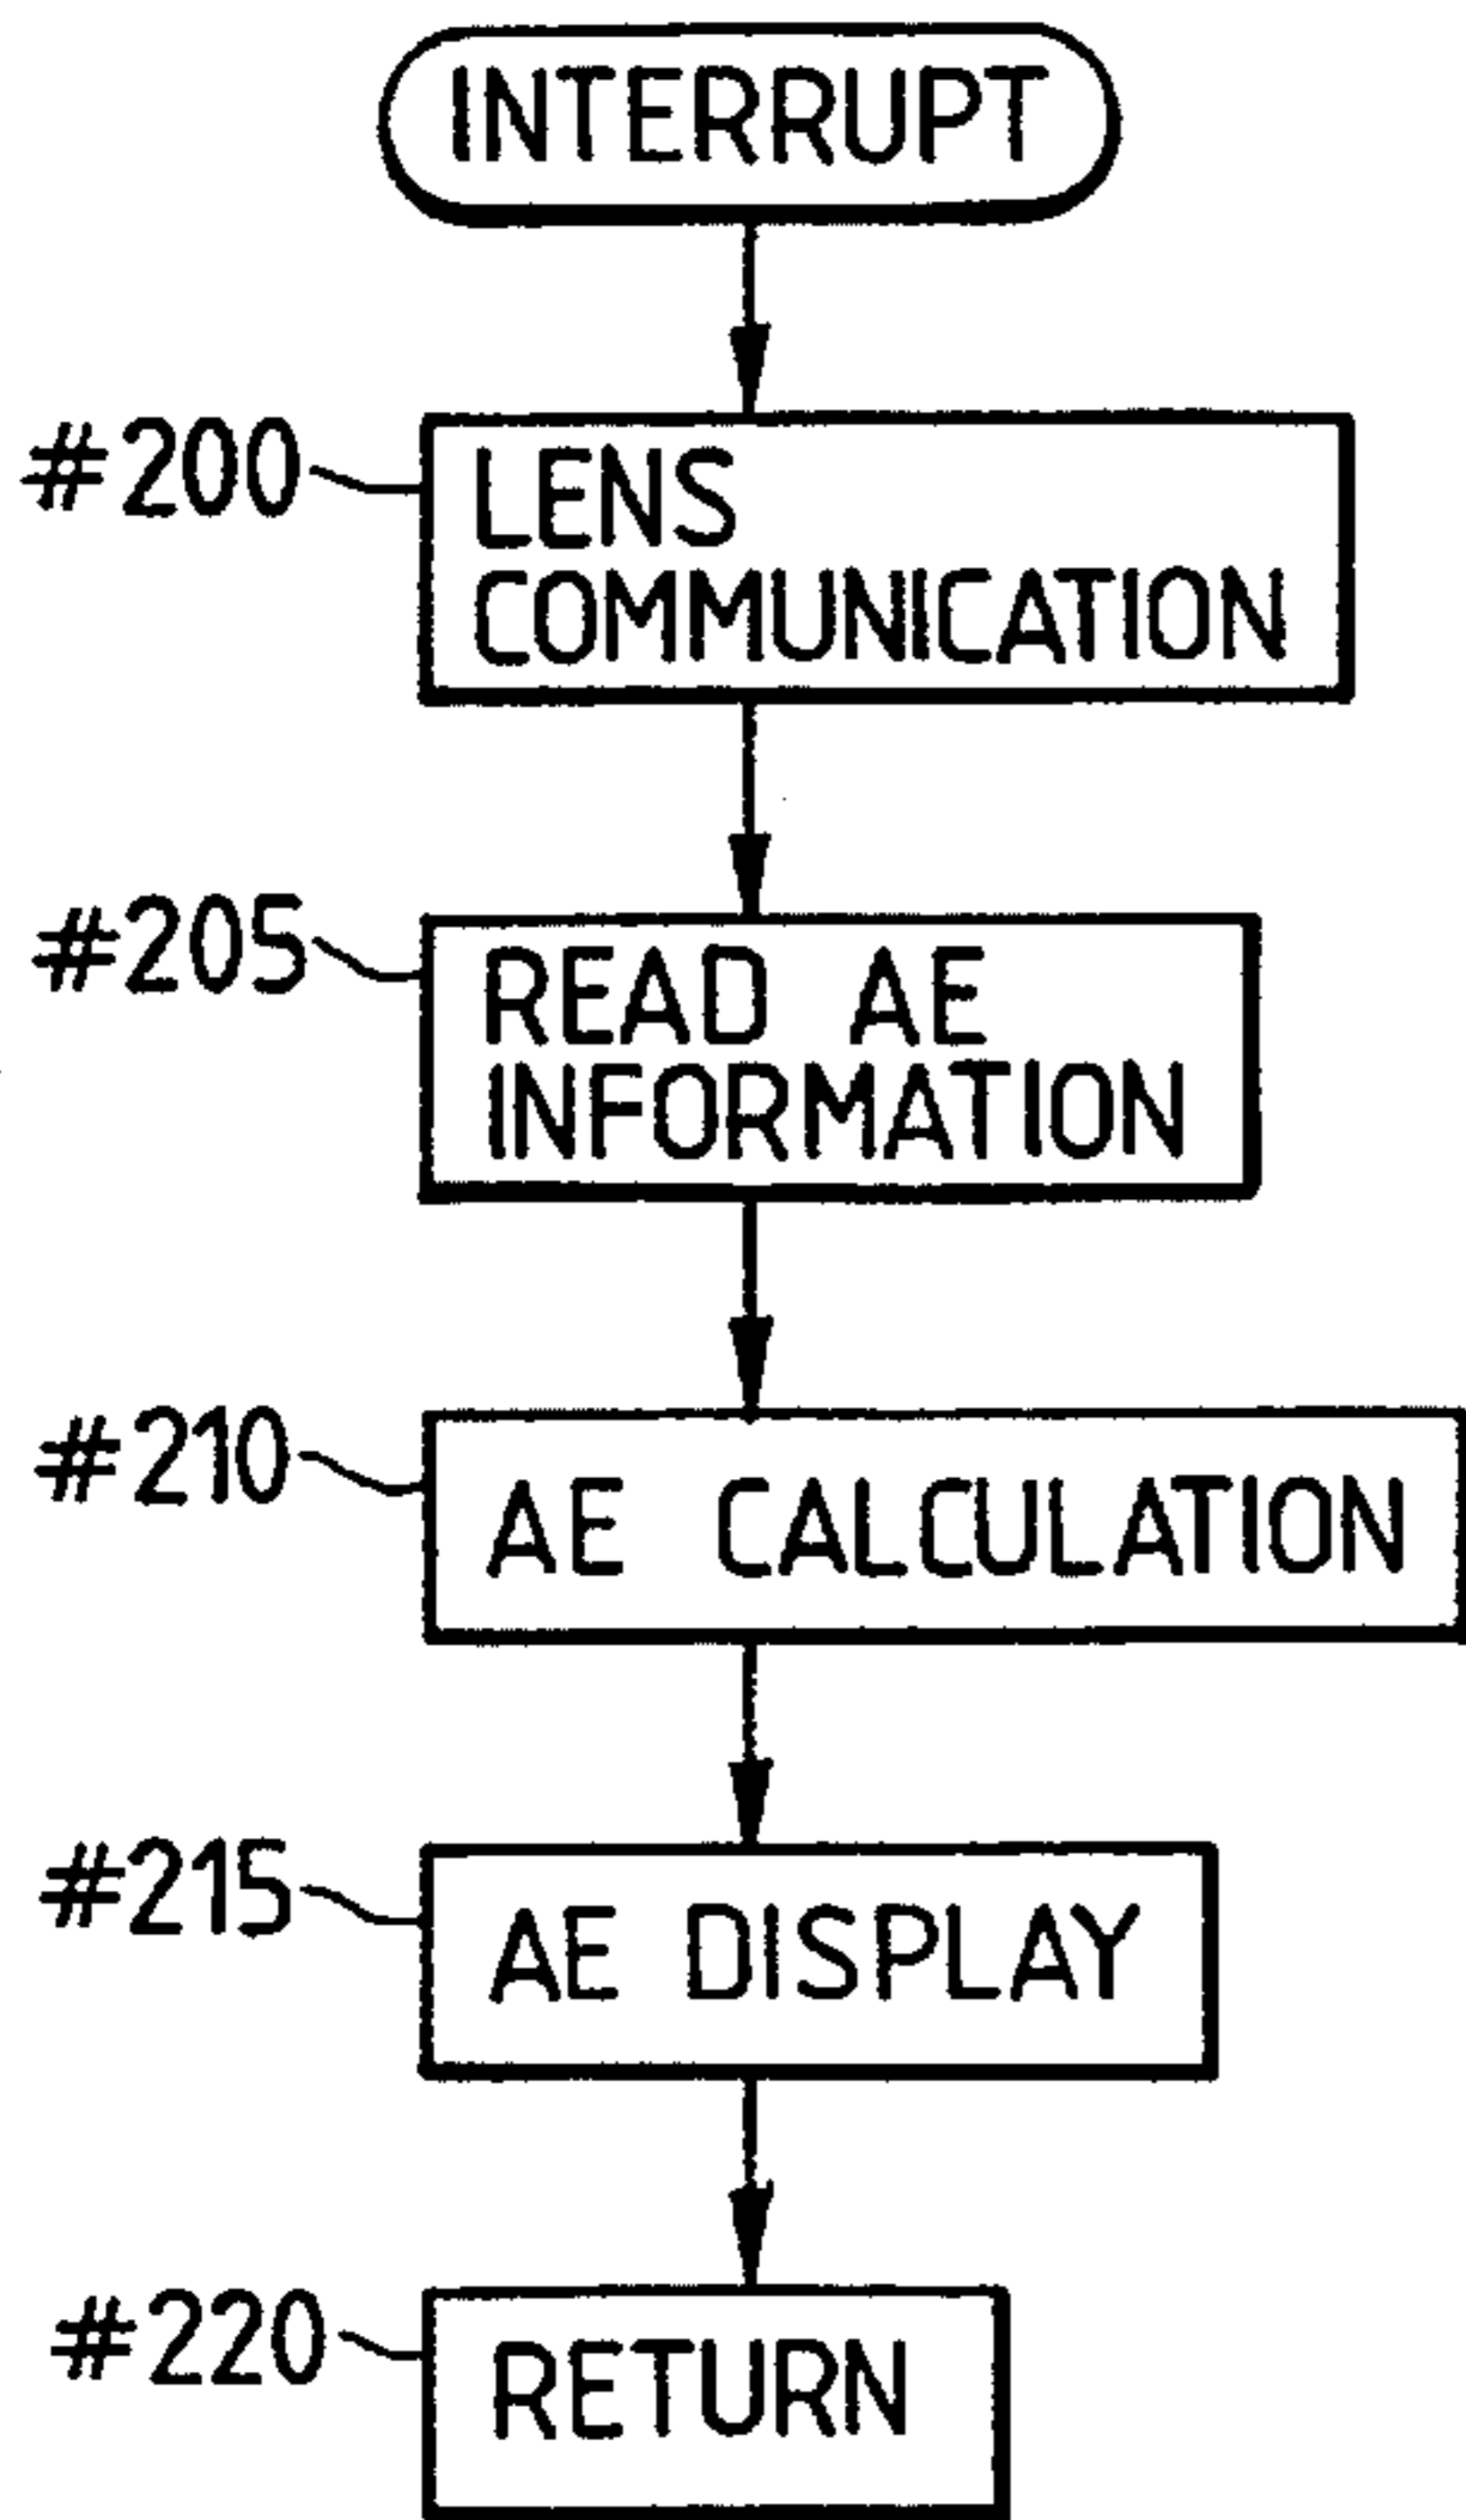 INTERRUPT
#200
LENS
COMMUNICATION
#205
READ AE
INFORMATION
#210
AE CALCULATION
#215
AE DISPLAY
#220
RETURN